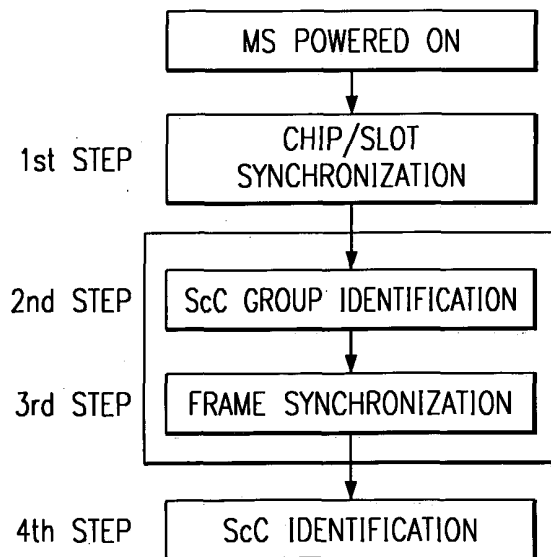 MS POWERED ON
1st STEP
CHIP/SLOT
SYNCHRONIZATION
2nd STEP
ScC GROUP IDENTIFICATION
3rd STEP
FRAME SYNCHRONIZATION
4th STEP
ScC IDENTIFICATION